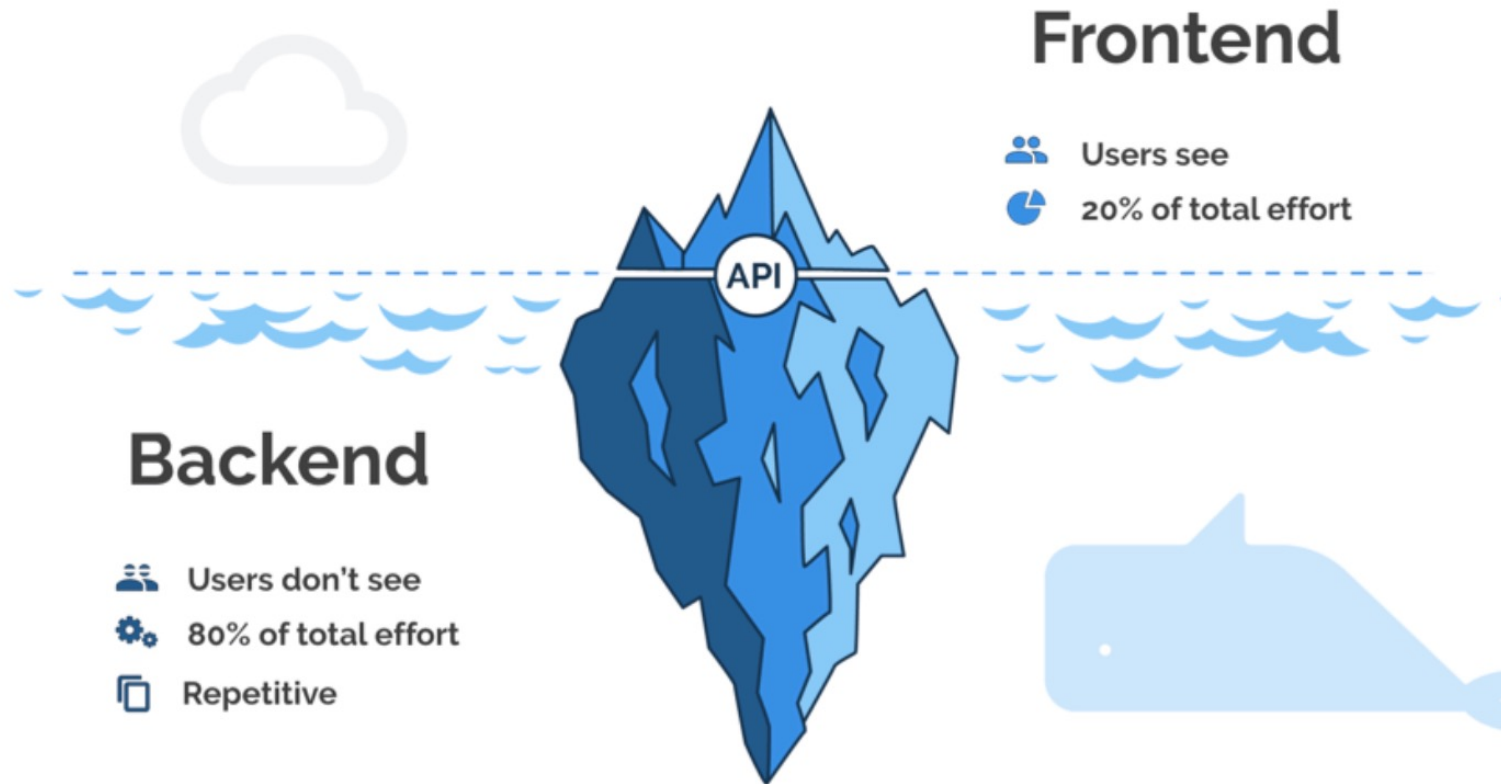 Frontend
Users see
20% of total effort
API
Backend
Users don't see
80% of total effort
Repetitive